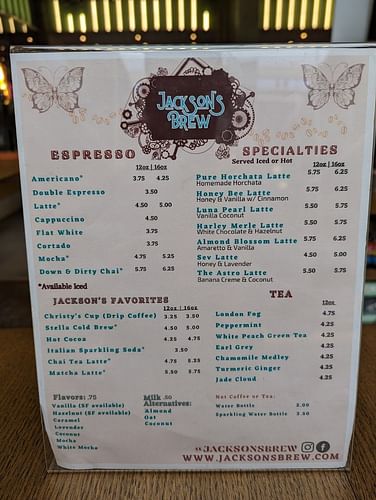 JACKSON'S
BREW
ESPRESSO
12oz | 16oz
Americano* 3.75 4.25
Double Espresso 3.50
Latte* 4.50 5.00
Cappuccino 4.50
Flat White 3.75
Cortado 3.75
Mocha* 4.75 5.25
Down & Dirty Chai* 5.75 6.25
*Available Iced
SPECIALTIES
Served Iced or Hot
12oz | 16oz
Pure Horchata Latte 5.75 6.25
Homemade Horchata
Honey Bee Latte 5.75 6.25
Honey & Vanilla w/ Cinnamon
Luna Pearl Latte 5.50 5.75
Vanilla Coconut
Harley Merle Latte 5.50 5.75
White Chocolate & Hazelnut
Almond Blossom Latte 5.75 6.25
Amaretto & Vanilla
Sev Latte 4.50 5.00
Honey & Lavender
The Astro Latte 5.50 5.75
Banana Creme & Coconut
JACKSON'S FAVORITES
12oz | 16oz
Christy's Cup (Drip Coffee) 3.25 3.50
Stella Cold Brew* 4.50 5.00
Hot Cocoa 4.25 4.75
Italian Sparkling Soda* 3.50
Chai Tea Latte* 4.75 5.25
Matcha Latte* 5.50 5.75
TEA
12oz
London Fog 4.75
Peppermint 4.25
White Peach Green Tea 4.25
Earl Grey 4.25
Chamomile Medley 4.25
Turmeric Ginger 4.25
Jade Cloud 4.25
Flavors: .75
Vanilla (SF available)
Hazelnut (SF available)
Caramel
Lavender
Coconut
Mocha
White Mocha
Milk .50
Alternatives:
Almond
Oat
Coconut
Not Coffee or Tea:
Water Bottle 2.00
Sparkling Water Bottle 3.50
@JACKSONSBREW
WWW.JACKSONSBREW.COM